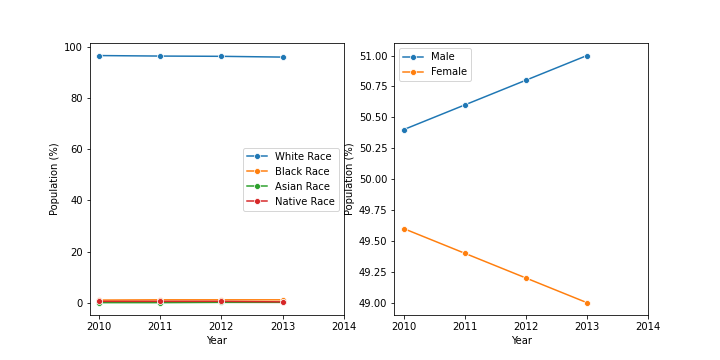 100
80
60
40
20
0
Population (%)
2010 2011 2012 2013 2014
Year
White Race
Black Race
Asian Race
Native Race
51.00
50.75
50.50
50.25
50.00
49.75
49.50
49.25
49.00
Population (%)
2010 2011 2012 2013 2014
Year
Male
Female